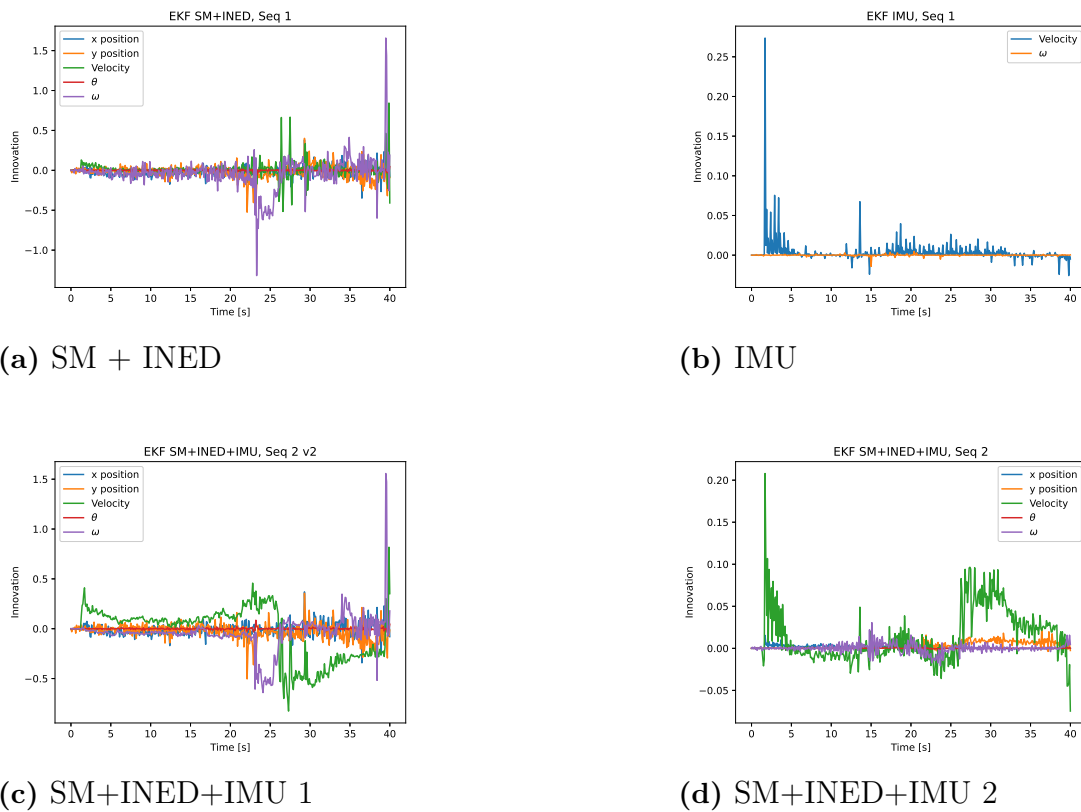 EKF SM+INED, Seq 1
x position
y position
Velocity
θ
ω
1.5
1.0
0.5
0.0
−0.5
−1.0
Innovation
0 5 10 15 20 25 30 35 40
Time [s]
(a) SM + INED
EKF IMU, Seq 1
Velocity
ω
0.25
0.20
0.15
0.10
0.05
0.00
Innovation
0 5 10 15 20 25 30 35 40
Time [s]
(b) IMU
EKF SM+INED+IMU, Seq 2 v2
x position
y position
Velocity
θ
ω
1.5
1.0
0.5
0.0
−0.5
Innovation
0 5 10 15 20 25 30 35 40
Time [s]
(c) SM+INED+IMU 1
EKF SM+INED+IMU, Seq 2
x position
y position
Velocity
θ
ω
0.20
0.15
0.10
0.05
0.00
−0.05
Innovation
0 5 10 15 20 25 30 35 40
Time [s]
(d) SM+INED+IMU 2